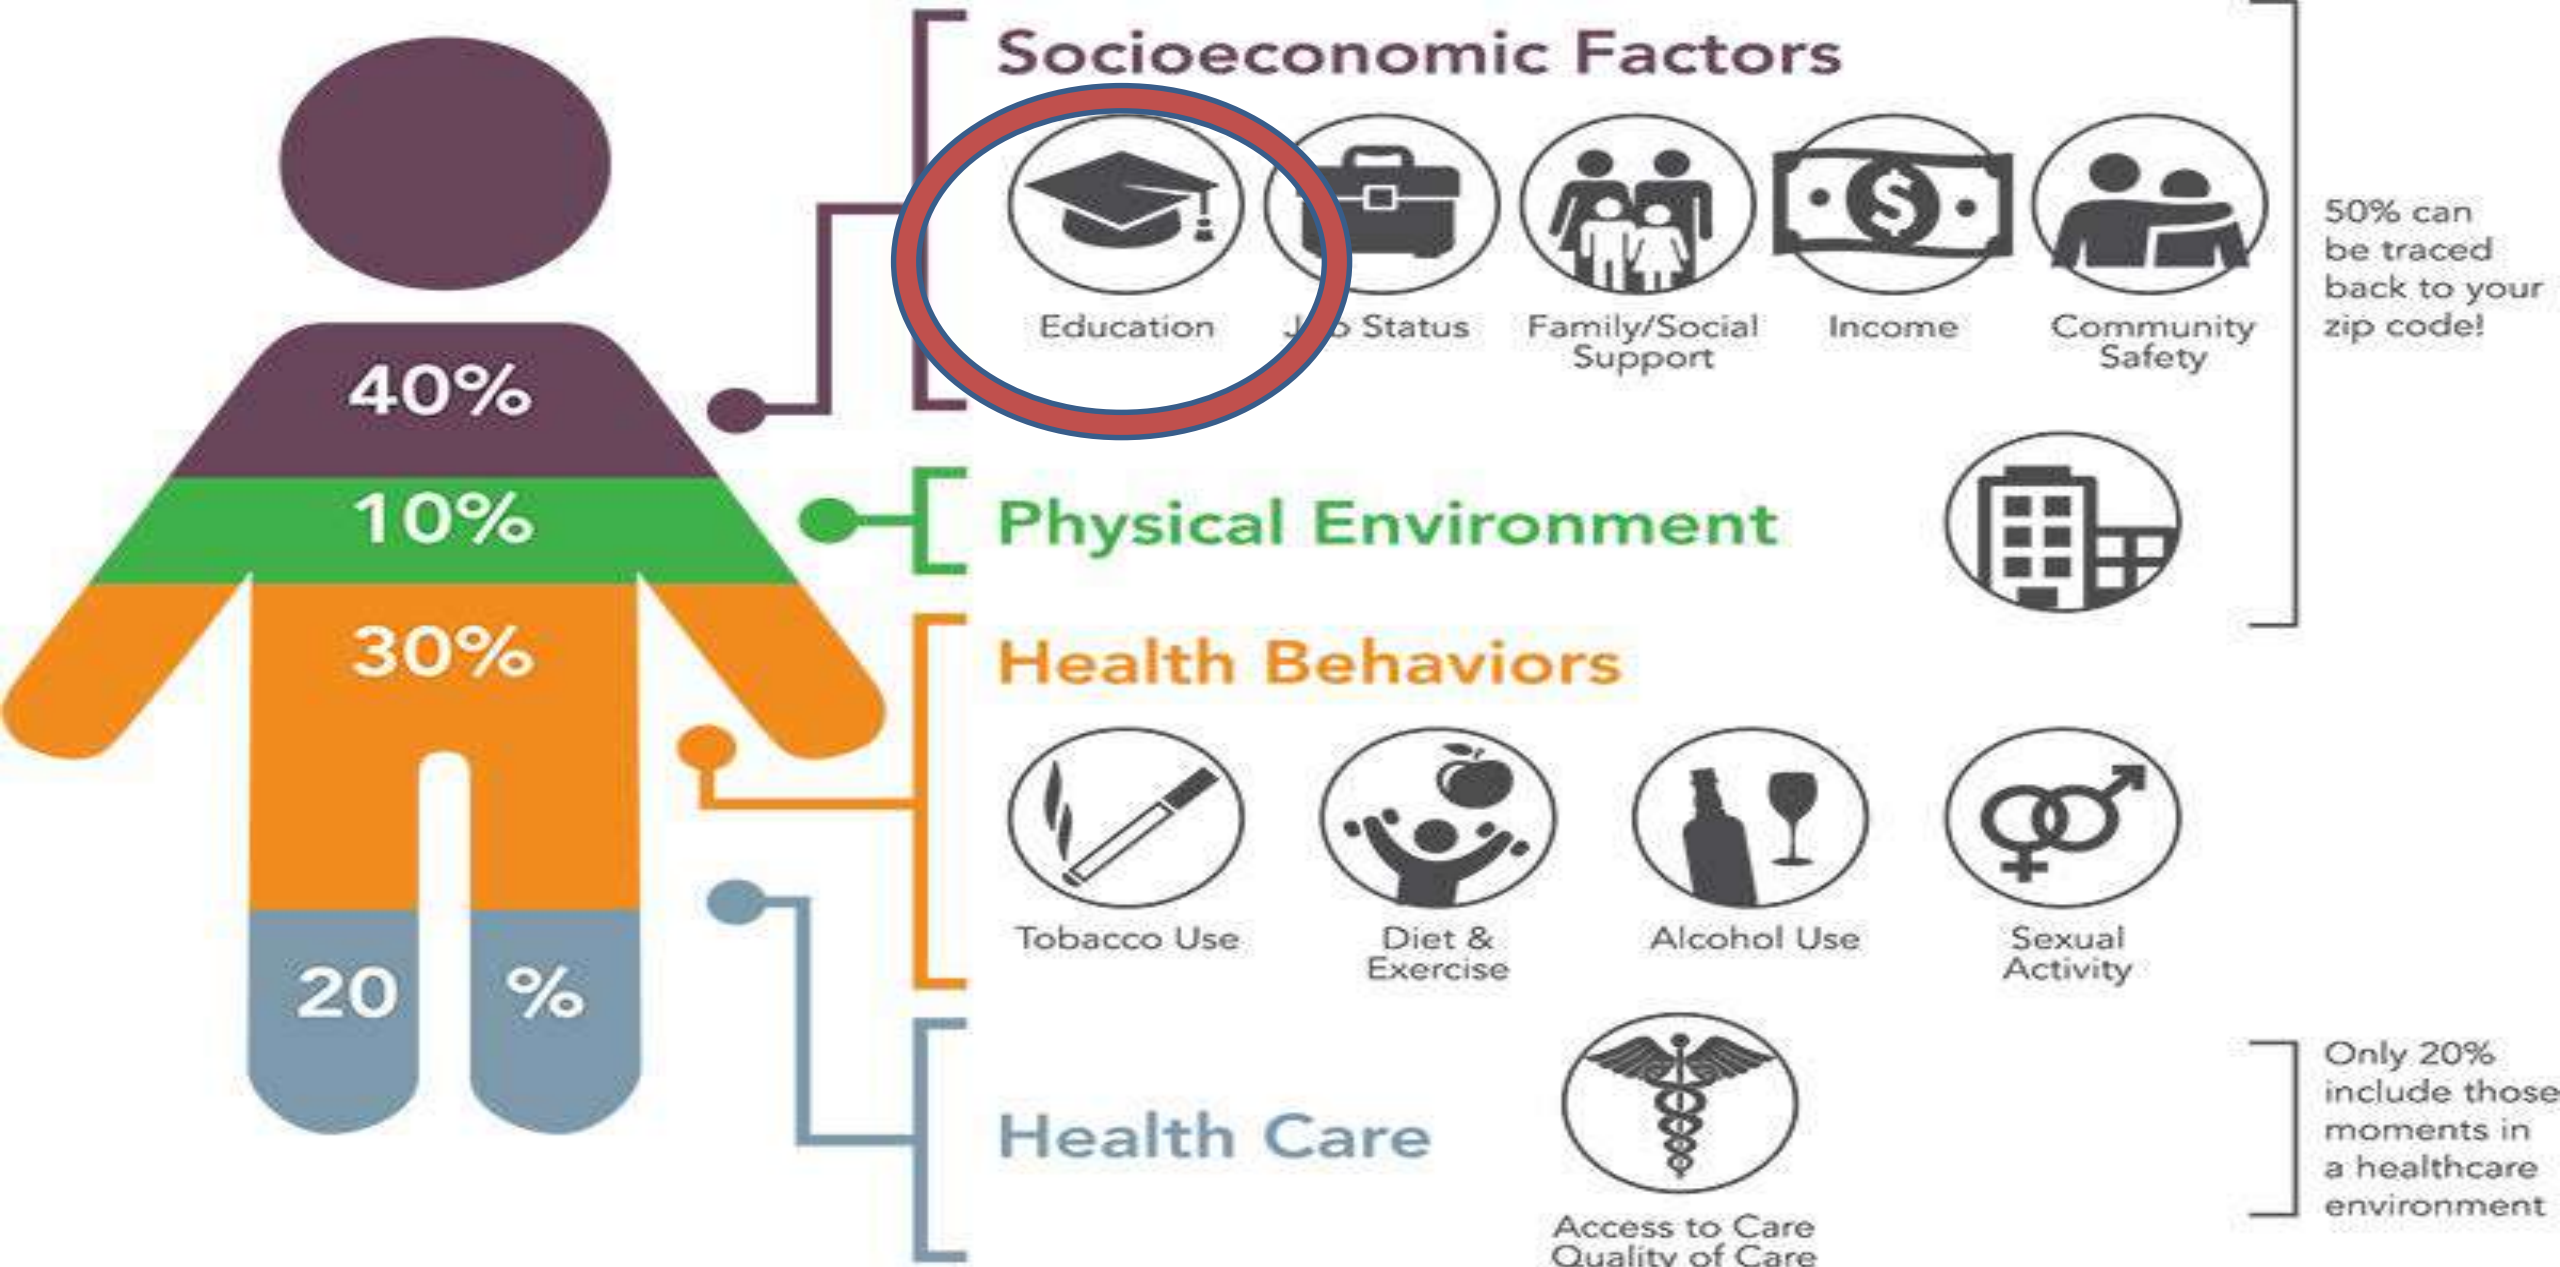 Socioeconomic Factors
Education
Status
Family/Social
Support
Income
Community
Safety
50% can
be traced
back to your
zip code!
40%
10%
Physical Environment
30%
Health Behaviors
Tobacco Use
Diet &
Exercise
Alcohol Use
Sexual
Activity
20 %
Health Care
Access to Care
Quality of Care
Only 20%
include those
moments in
a healthcare
environment